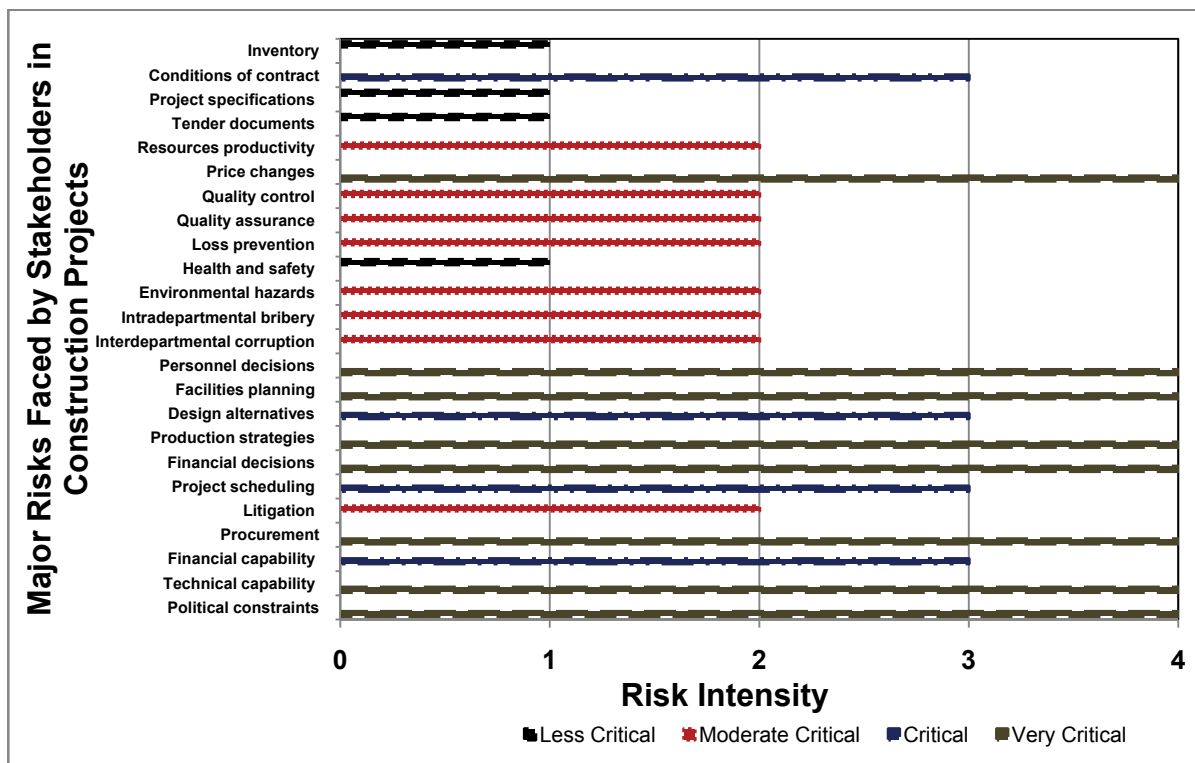 Major Risks Faced by Stakeholders in
Construction Projects
Inventory
Conditions of contract
Project specifications
Tender documents
Resources productivity
Price changes
Quality control
Quality assurance
Loss prevention
Health and safety
Environmental hazards
Intradepartmental bribery
Interdepartmental corruption
Personnel decisions
Facilities planning
Design alternatives
Production strategies
Financial decisions
Project scheduling
Litigation
Procurement
Financial capability
Technical capability
Political constraints
0 1 2 3 4
Risk Intensity
Less Critical Moderate Critical Critical Very Critical